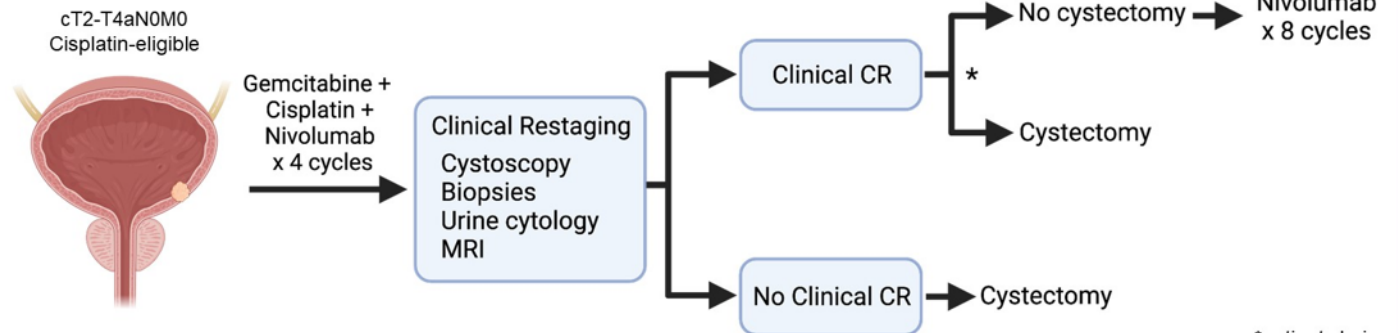 cT2-T4aN0M0
Cisplatin-eligible
Gemcitabine +
Cisplatin +
Nivolumab
x 4 cycles
Clinical Restaging
Cystoscopy
Biopsies
Urine cytology
MRI
Clinical CR
*
No cystectomy
Nivolumab
x 8 cycles
Cystectomy
No Clinical CR
Cystectomy